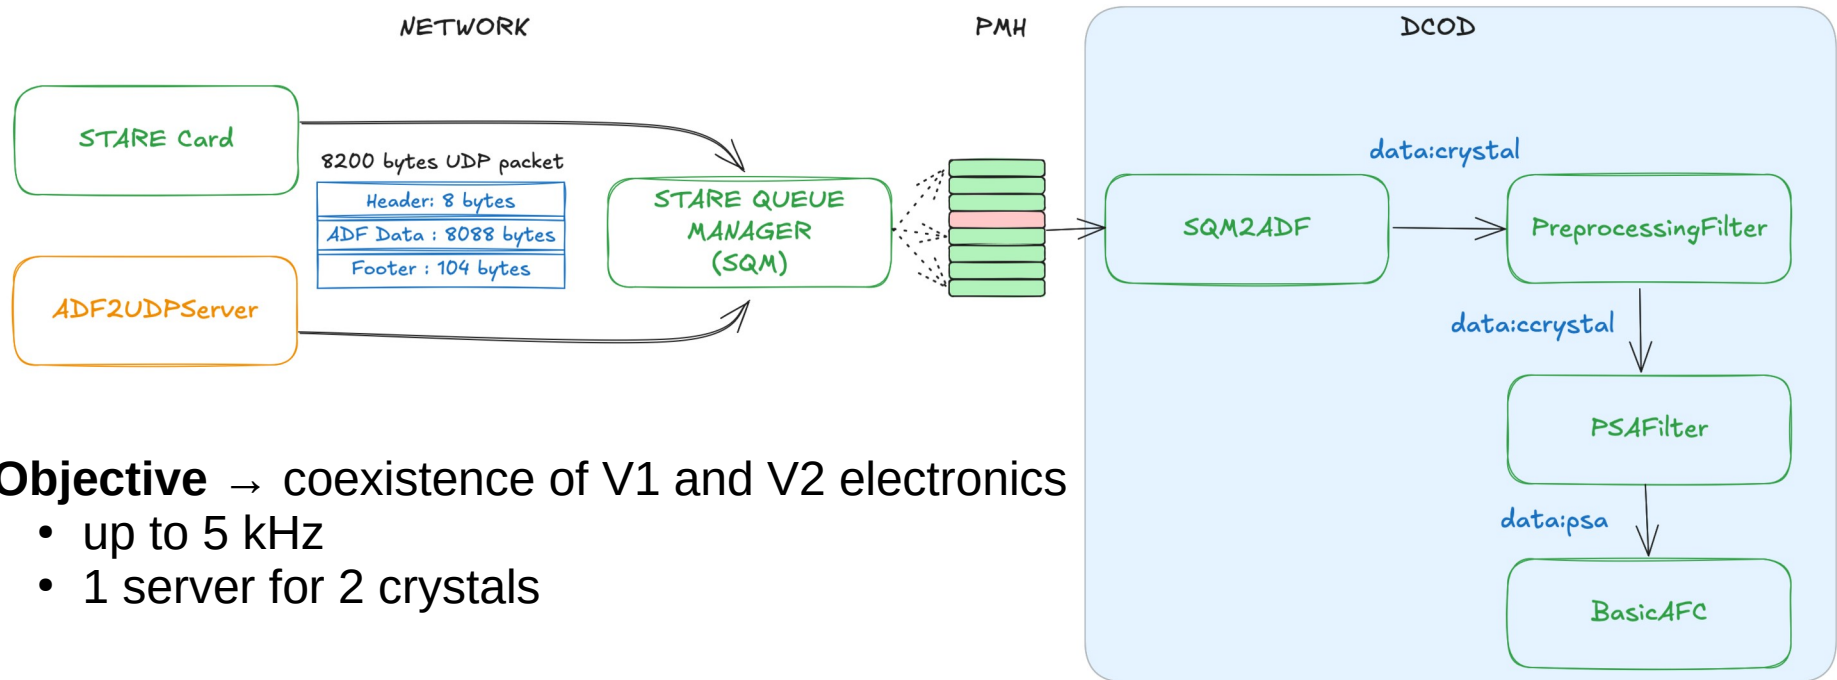 NETWORK
PMH
DCOD
STARE Card
8200 bytes UDP packet
Header: 8 bytes
ADF Data : 8088 bytes
Footer : 104 bytes
ADF2UDPServer
STARE QUEUE
MANAGER
(SQM)
SQM2ADF
data:crystal
PreprocessingFilter
data:ccrystal
PSAFilter
data:psa
BasicAFC
Objective → coexistence of V1 and V2 electronics
• up to 5 kHz
• 1 server for 2 crystals